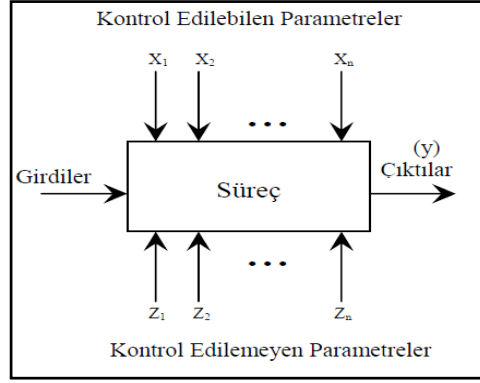 Kontrol Edilebilen Parametreler
X1 X2 Xn
...
(y)
Girdiler Süreç Çıktılar
...
Z1 Z2 Zn
Kontrol Edilemeyen Parametreler